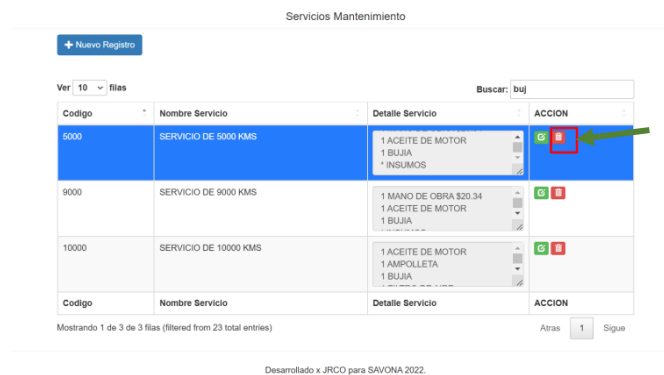 Servicios Mantenimiento
Nuevo Registro
Ver 10 filas
Buscar: buj
Codigo Nombre Servicio Detalle Servicio ACCION
5000 SERVICIO DE 5000 KMS
1 ACEITE DE MOTOR
1 BUJIA
* INSUMOS
9000 SERVICIO DE 9000 KMS
1 MANO DE OBRA $20.34
1 ACEITE DE MOTOR
1 BUJIA
10000 SERVICIO DE 10000 KMS
1 ACEITE DE MOTOR
1 AMPOLLETA
1 BUJIA
Codigo Nombre Servicio Detalle Servicio ACCION
Mostrando 1 de 3 de 3 filas (filtered from 23 total entries)
Atras 1 Sigue
Desarrollado x JRCO para SAVONA 2022.